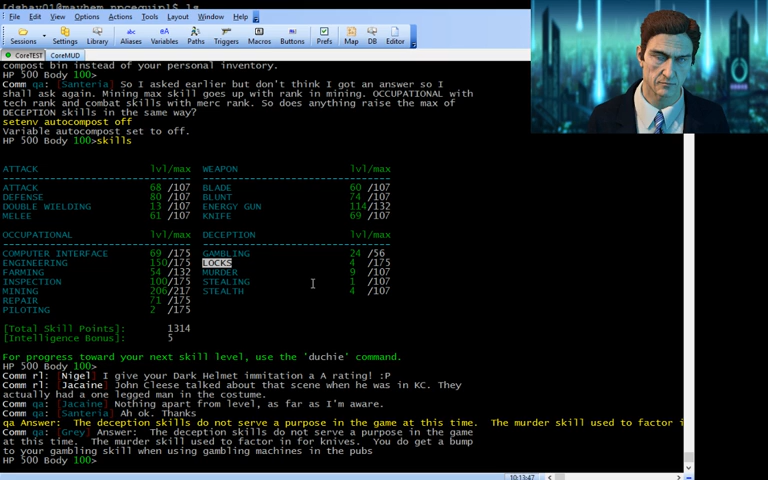 [dshay01@mayhem npcequip]$ ls
File Edit View Options Actions Tools Layout Window Help
Sessions Settings Library Aliases Variables Paths Triggers Macros Buttons Prefs Map DB Editor
CoreTEST CoreMUD
compost bin instead of your personal inventory.
HP 500 Body 100>
Comm qa: [Santeria] So I asked earlier but don't think I got an answer so I
shall ask again. Mining max skill goes up with rank in mining. OCCUPATIONAL with
tech rank and combat skills with merc rank. So does anything raise the max of
DECEPTION skills in the same way?
setenv autocompost off
Variable autocompost set to off.
HP 500 Body 100>skills
ATTACK lvl/max WEAPON lvl/max
ATTACK 68 /107 BLADE 60 /107
DEFENSE 80 /107 BLUNT 74 /107
DOUBLE WIELDING 13 /107 ENERGY GUN 114/132
MELEE 61 /107 KNIFE 69 /107
OCCUPATIONAL lvl/max DECEPTION lvl/max
COMPUTER INTERFACE 69 /175 GAMBLING 24 /56
ENGINEERING 150/175 LOCKS 4 /175
FARMING 54 /132 MURDER 9 /107
INSPECTION 100/175 STEALING 1 /107
MINING 206/217 STEALTH 4 /107
REPAIR 71 /175
PILOTING 2 /175
[Total Skill Points]: 1314
[Intelligence Bonus]: 5
For progress toward your next skill level, use the 'duchie' command.
HP 500 Body 100>
Comm rl: [Nigel] I give your Dark Helmet immitation a A rating! :P
Comm rl: [Jacaine] John Cleese talked about that scene when he was in KC. They
actually had a one legged man in the costume.
Comm qa: [Jacaine] Nothing apart from level, as far as I'm aware.
Comm qa: [Santeria] Ah ok. Thanks
qa Answer: The deception skills do not serve a purpose in the game at this time. The murder skill used to factor i
Comm qa: [Grey] Answer: The deception skills do not serve a purpose in the game
at this time. The murder skill used to factor in for knives. You do get a bump
to your gambling skill when using gambling machines in the pubs
HP 500 Body 100>
10:13:47